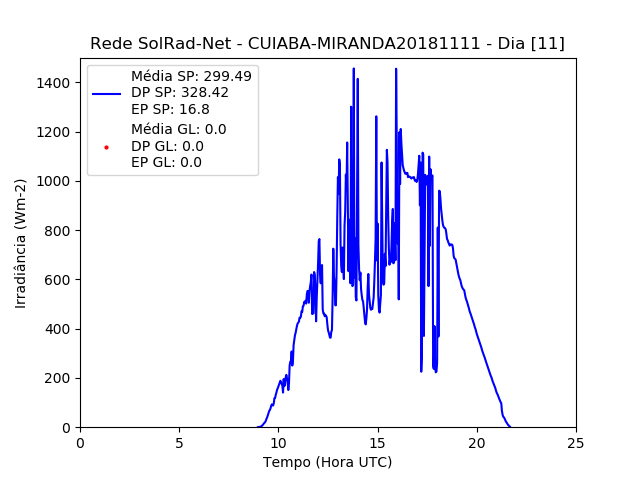 Rede SolRad-Net - CUIABA-MIRANDA20181111 - Dia [11]
Média SP: 299.49
DP SP: 328.42
EP SP: 16.8
Média GL: 0.0
DP GL: 0.0
EP GL: 0.0
Irradiância (Wm-2)
1400
1200
1000
800
600
400
200
0
0 5 10 15 20 25
Tempo (Hora UTC)